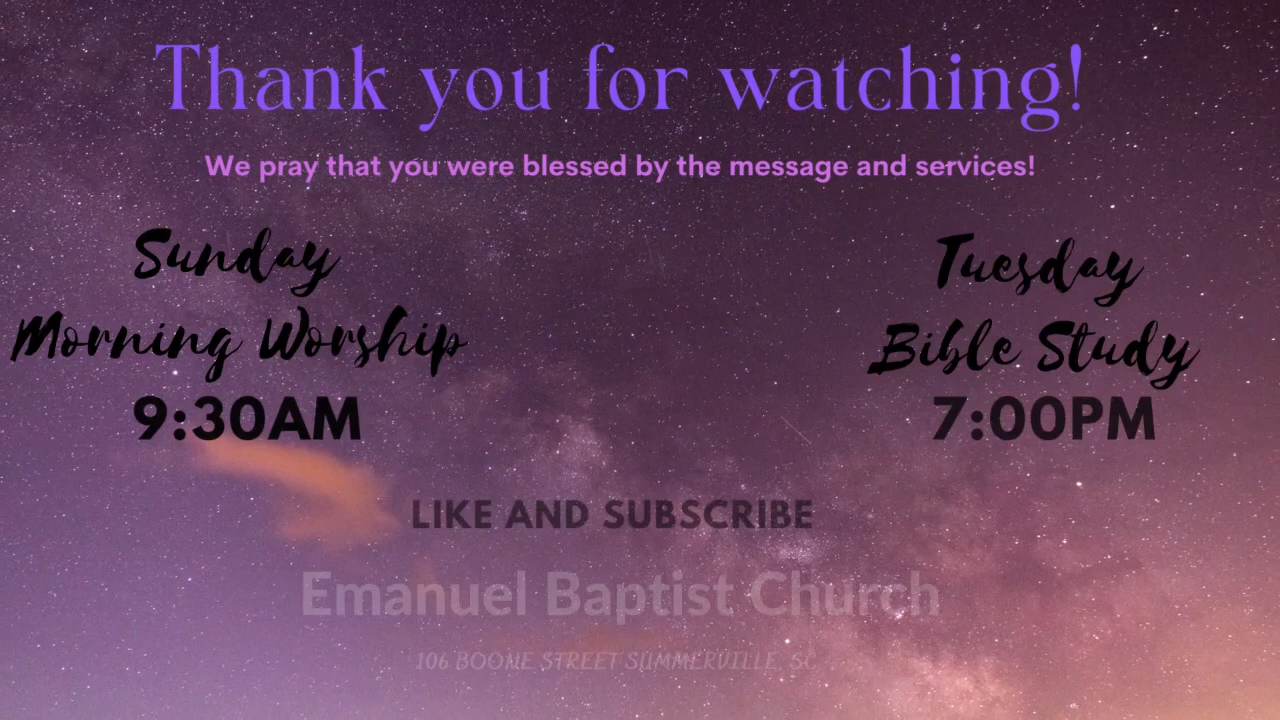 Thank you for watching!
We pray that you were blessed by the message and services!
Sunday
Morning Worship
9:30AM
Tuesday
Bible Study
7:00PM
LIKE AND SUBSCRIBE
Emanuel Baptist Church
106 BOONE STREET SUMMERVILLE, SC